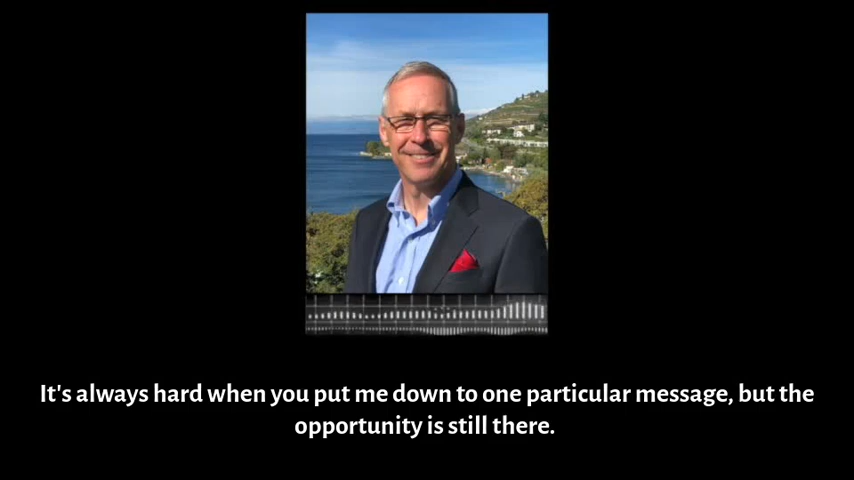 It's always hard when you put me down to one particular message, but the
opportunity is still there.